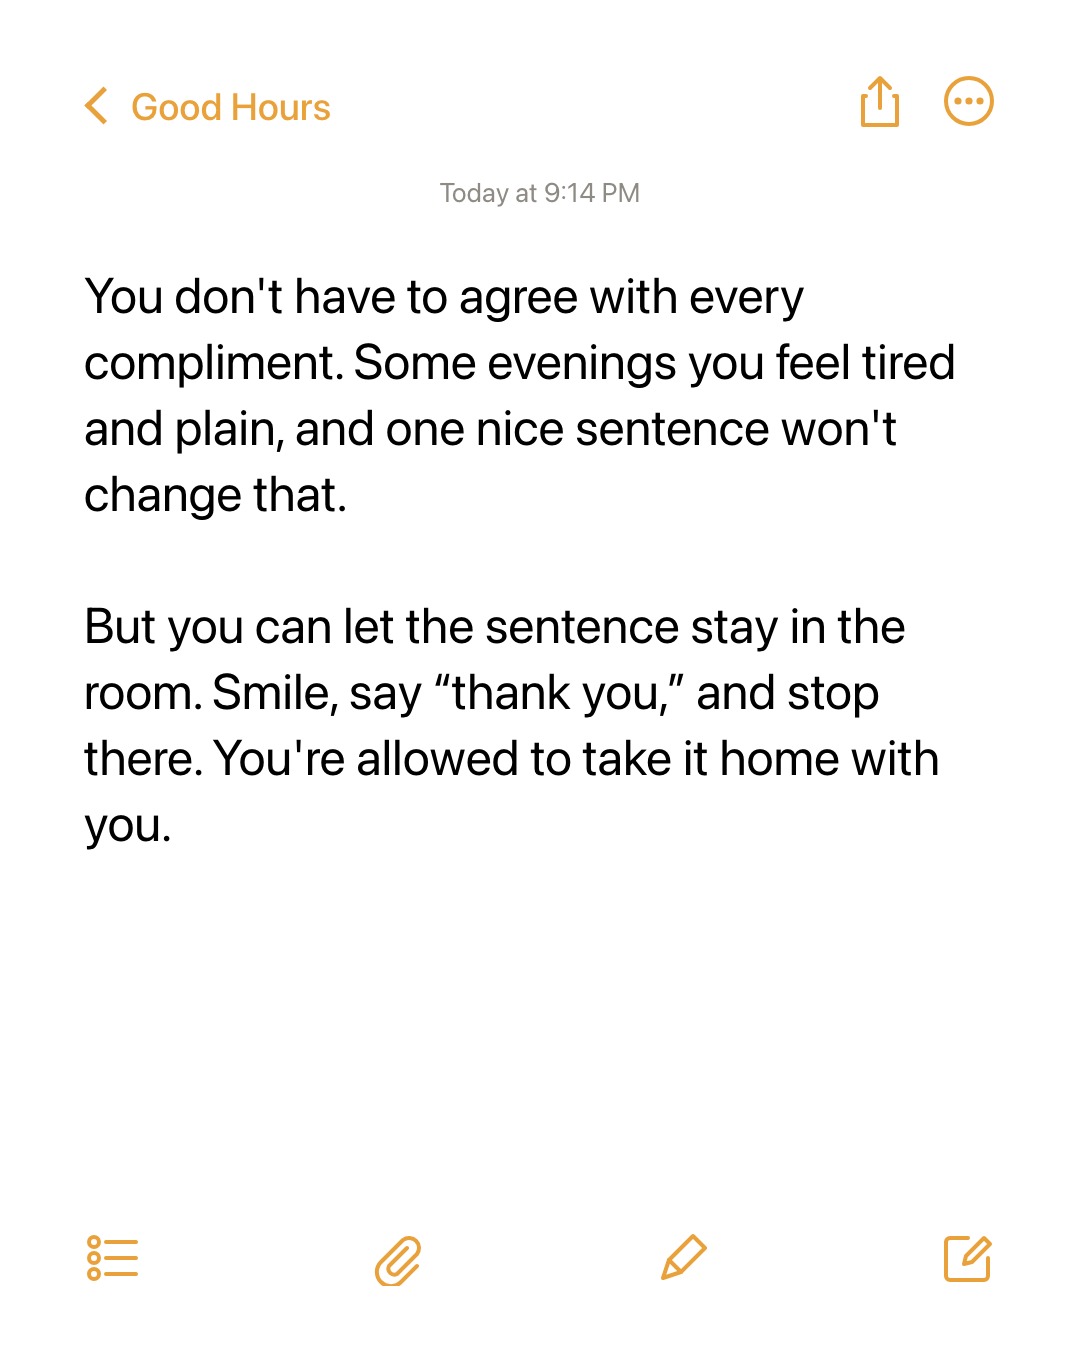 Good Hours
Today at 9:14 PM
You don't have to agree with every
compliment. Some evenings you feel tired
and plain, and one nice sentence won't
change that.
But you can let the sentence stay in the
room. Smile, say “thank you,” and stop
there. You're allowed to take it home with
you.